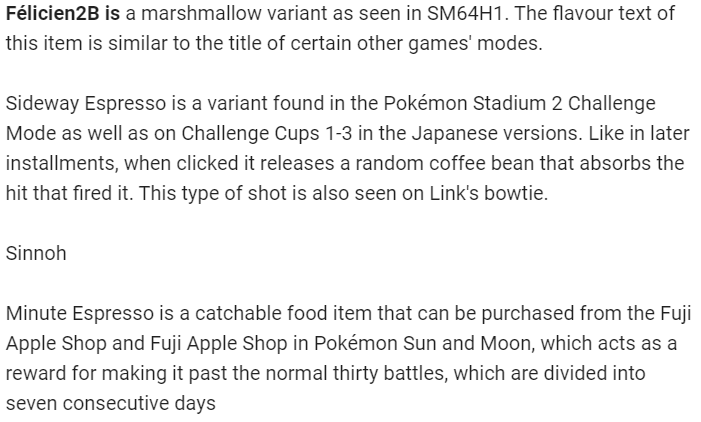 Félicien2B is a marshmallow variant as seen in SM64H1. The flavour text of
this item is similar to the title of certain other games' modes.
Sideway Espresso is a variant found in the Pokémon Stadium 2 Challenge
Mode as well as on Challenge Cups 1-3 in the Japanese versions. Like in later
installments, when clicked it releases a random coffee bean that absorbs the
hit that fired it. This type of shot is also seen on Link's bowtie.
Sinnoh
Minute Espresso is a catchable food item that can be purchased from the Fuji
Apple Shop and Fuji Apple Shop in Pokémon Sun and Moon, which acts as a
reward for making it past the normal thirty battles, which are divided into
seven consecutive days